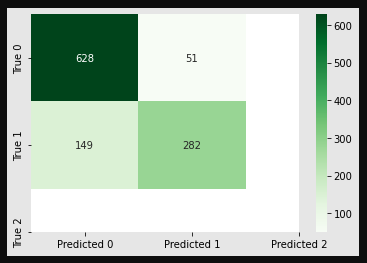 True 0
628
51
True 1
149
282
True 2
Predicted 0
Predicted 1
Predicted 2
600
500
400
300
200
100